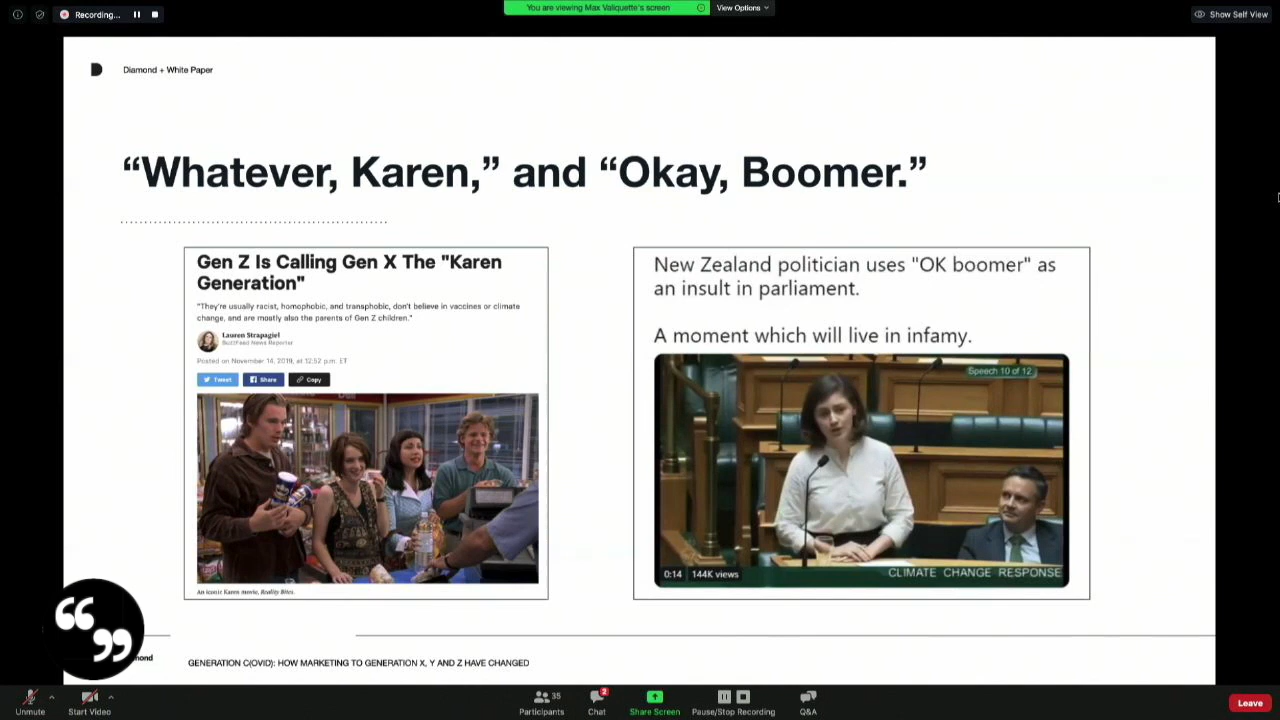 Recording...
You are viewing Max Valiquette's screen
View Options
Show Self View
Diamond + White Paper
“Whatever, Karen,” and “Okay, Boomer.”
Gen Z Is Calling Gen X The "Karen
Generation"
"They're usually racist, homophobic, and transphobic, don't believe in vaccines or climate
change, and are mostly also the parents of Gen Z children."
Lauren Strapagiel
BuzzFeed News Reporter
Posted on November 14, 2019, at 12:52 p.m. ET
Tweet
Share
Copy
An iconic Karen movie, Reality Bites.
New Zealand politician uses "OK boomer" as
an insult in parliament.
A moment which will live in infamy.
Speech 10 of 12
0:14
144K views
CLIMATE CHANGE RESPONSE
GENERATION C(OVID): HOW MARKETING TO GENERATION X, Y AND Z HAVE CHANGED
Unmute
Start Video
35
Participants
2
Chat
Share Screen
Pause/Stop Recording
Q&A
Leave